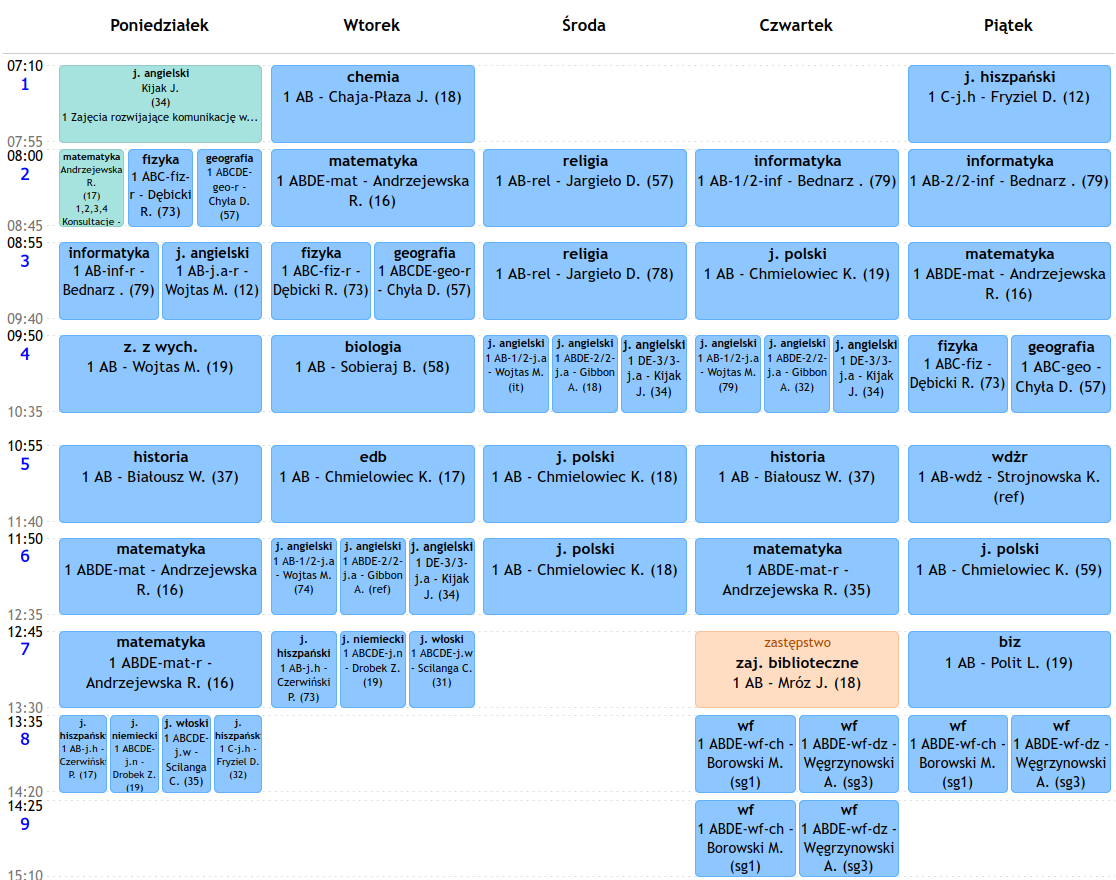 Poniedziałek Wtorek Środa Czwartek Piątek
07:10
1
07:55
j. angielski
Kijak J.
(34)
1 Zajęcia rozwijające komunikację w...
chemia
1 AB - Chaja-Płaza J. (18)
j. hiszpański
1 C-j.h - Fryziel D. (12)
08:00
2
08:45
matematyka
Andrzejewska
R.
(17)
1,2,3,4
Konsultacje -
fizyka
1 ABC-fiz-
r - Dębicki
R. (73)
geografia
1 ABCDE-
geo-r -
Chyła D.
(57)
matematyka
1 ABDE-mat - Andrzejewska
R. (16)
religia
1 AB-rel - Jargieło D. (57)
informatyka
1 AB-1/2-inf - Bednarz . (79)
informatyka
1 AB-2/2-inf - Bednarz . (79)
08:55
3
09:40
informatyka
1 AB-inf-r -
Bednarz . (79)
j. angielski
1 AB-j.a-r -
Wojtas M. (12)
fizyka
1 ABC-fiz-r -
Dębicki R. (73)
geografia
1 ABCDE-geo-r
- Chyła D. (57)
religia
1 AB-rel - Jargieło D. (78)
j. polski
1 AB - Chmielowiec K. (19)
matematyka
1 ABDE-mat - Andrzejewska
R. (16)
09:50
4
10:35
z. z wych.
1 AB - Wojtas M. (19)
biologia
1 AB - Sobieraj B. (58)
j. angielski
1 AB-1/2-j.a
- Wojtas M.
(it)
j. angielski
1 ABDE-2/2-
j.a - Gibbon
A. (18)
j. angielski
1 DE-3/3-
j.a - Kijak
J. (34)
j. angielski
1 AB-1/2-j.a
- Wojtas M.
(79)
j. angielski
1 ABDE-2/2-
j.a - Gibbon
A. (32)
j. angielski
1 DE-3/3-
j.a - Kijak
J. (34)
fizyka
1 ABC-fiz -
Dębicki R. (73)
geografia
1 ABC-geo -
Chyła D. (57)
10:55
5
11:40
historia
1 AB - Białousz W. (37)
edb
1 AB - Chmielowiec K. (17)
j. polski
1 AB - Chmielowiec K. (18)
historia
1 AB - Białousz W. (37)
wdżr
1 AB-wdż - Strojnowska K.
(ref)
11:50
6
12:35
matematyka
1 ABDE-mat - Andrzejewska
R. (16)
j. angielski
1 AB-1/2-j.a
- Wojtas M.
(74)
j. angielski
1 ABDE-2/2-
j.a - Gibbon
A. (ref)
j. angielski
1 DE-3/3-
j.a - Kijak
J. (34)
j. polski
1 AB - Chmielowiec K. (18)
matematyka
1 ABDE-mat-r -
Andrzejewska R. (35)
j. polski
1 AB - Chmielowiec K. (59)
12:45
7
13:30
matematyka
1 ABDE-mat-r -
Andrzejewska R. (16)
j.
hiszpański
1 AB-j.h -
Czerwiński
P. (73)
j. niemiecki
1 ABCDE-j.n
- Drobek Z.
(19)
j. włoski
1 ABCDE-j.w
- Scilanga C.
(31)
zastępstwo
zaj. biblioteczne
1 AB - Mróz J. (18)
biz
1 AB - Polit L. (19)
13:35
8
14:20
j.
hiszpańsk
1 AB-j.h -
Czerwińsk
P. (17)
j.
niemiecki
1 ABCDE-
j.n -
Drobek Z.
(19)
j. włoski
1 ABCDE-
j.w -
Scilanga
C. (35)
j.
hiszpańsk
1 C-j.h -
Fryziel D.
(32)
wf
1 ABDE-wf-ch -
Borowski M.
(sg1)
wf
1 ABDE-wf-dz -
Węgrzynowski
A. (sg3)
wf
1 ABDE-wf-ch -
Borowski M.
(sg1)
wf
1 ABDE-wf-dz -
Węgrzynowski
A. (sg3)
14:25
9
15:10
wf
1 ABDE-wf-ch -
Borowski M.
(sg1)
wf
1 ABDE-wf-dz -
Węgrzynowski
A. (sg3)